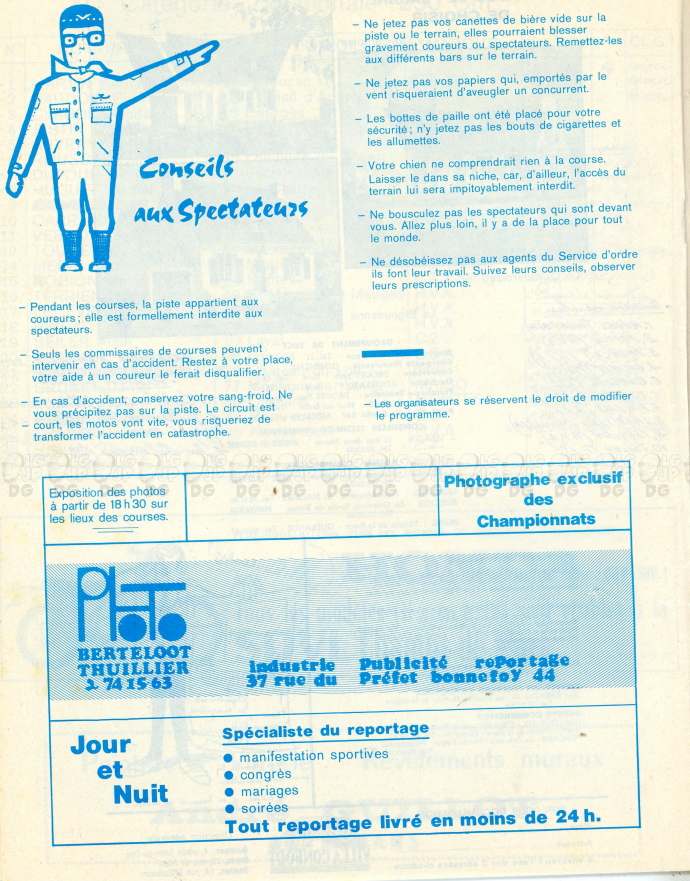 Conseils
aux Spectateurs
– Pendant les courses, la piste appartient aux
coureurs ; elle est formellement interdite aux
spectateurs.
– Seuls les commissaires de courses peuvent
intervenir en cas d'accident. Restez à votre place,
votre aide à un coureur le ferait disqualifier.
– En cas d'accident, conservez votre sang-froid. Ne
vous précipitez pas sur la piste. Le circuit est
– court, les motos vont vite, vous risqueriez de
transformer l'accident en catastrophe.
– Ne jetez pas vos canettes de bière vide sur la
piste ou le terrain, elles pourraient blesser
gravement coureurs ou spectateurs. Remettez-les
aux différents bars sur le terrain.
– Ne jetez pas vos papiers qui, emportés par le
vent risqueraient d'aveugler un concurrent.
– Les bottes de paille ont été placé pour votre
sécurité ; n'y jetez pas les bouts de cigarettes et
les allumettes.
– Votre chien ne comprendrait rien à la course.
Laisser le dans sa niche, car, d'ailleur, l'accès du
terrain lui sera impitoyablement interdit.
– Ne bousculez pas les spectateurs qui sont devant
vous. Allez plus loin, il y a de la place pour tout
le monde.
– Ne désobéissez pas aux agents du Service d'ordre
ils font leur travail. Suivez leurs conseils, observer
leurs prescriptions.
– Les organisateurs se réservent le droit de modifier
le programme.
Exposition des photos
à partir de 18 h 30 sur
les lieux des courses.
Photographe exclusif
des
Championnats
Photo
BERTELOOT
THUILLIER
74 15 63
industrie Publicité rePortage
37 rue du Préfet bonnefoy 44
Jour
et
Nuit
Spécialiste du reportage
● manifestation sportives
● congrès
● mariages
● soirées
Tout reportage livré en moins de 24 h.